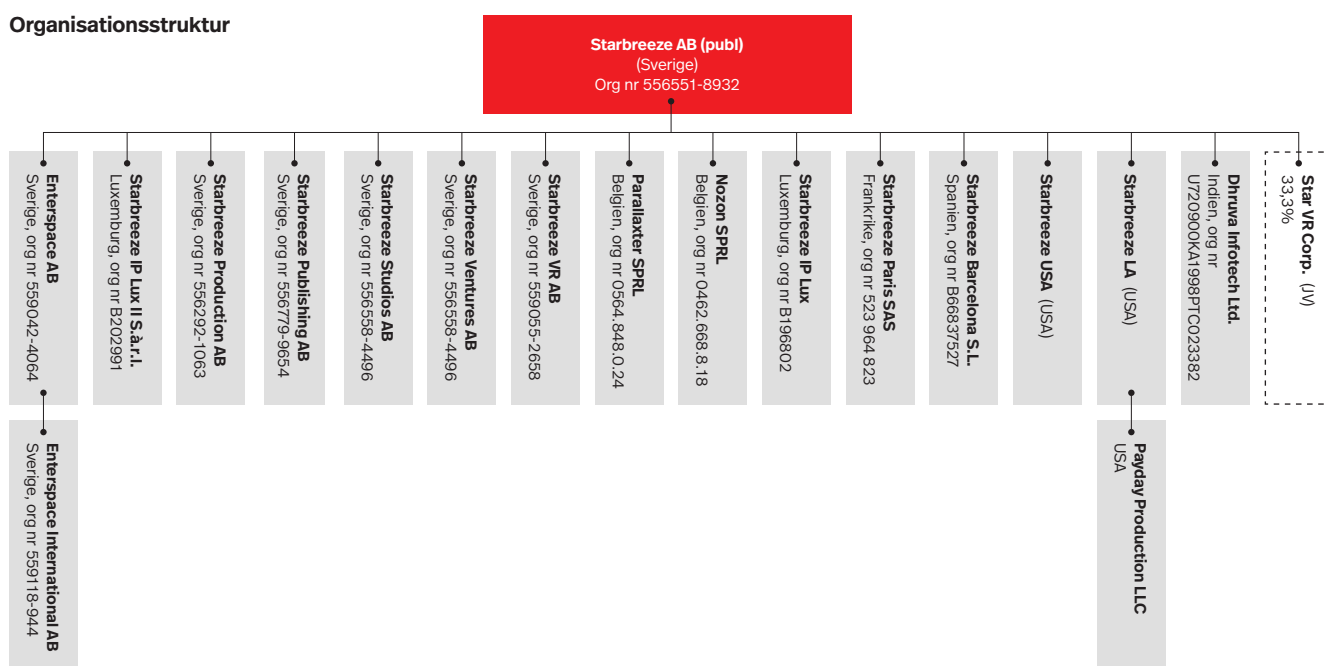 Organisationsstruktur
Starbreeze AB (publ)
(Sverige)
Org nr 556551-8932
Enterspace AB
Sverige, org nr 559042-4064
Starbreeze IP Lux II S.à.r.l.
Luxemburg, org nr B202991
Starbreeze Production AB
Sverige, org nr 556292-1063
Starbreeze Publishing AB
Sverige, org nr 556779-9654
Starbreeze Studios AB
Sverige, org nr 556558-4496
Starbreeze Ventures AB
Sverige, org nr 556558-4496
Starbreeze VR AB
Sverige, org nr 559055-2658
Parallaxter SPRL
Belgien, org nr 0564.848.0.24
Nozon SPRL
Belgien, org nr 0462.668.8.18
Starbreeze IP Lux
Luxemburg, org nr B196802
Starbreeze Paris SAS
Frankrike, org nr 523 964 823
Starbreeze Barcelona S.L.
Spanien, org nr B66837527
Starbreeze USA (USA)
Starbreeze LA (USA)
Dhruva Infotech Ltd.
Indien, org nr
U720900KA1998PTC023382
Star VR Corp. (JV)
33,3%
Enterspace International AB
Sverige, org nr 559118-944
Payday Production LLC
USA